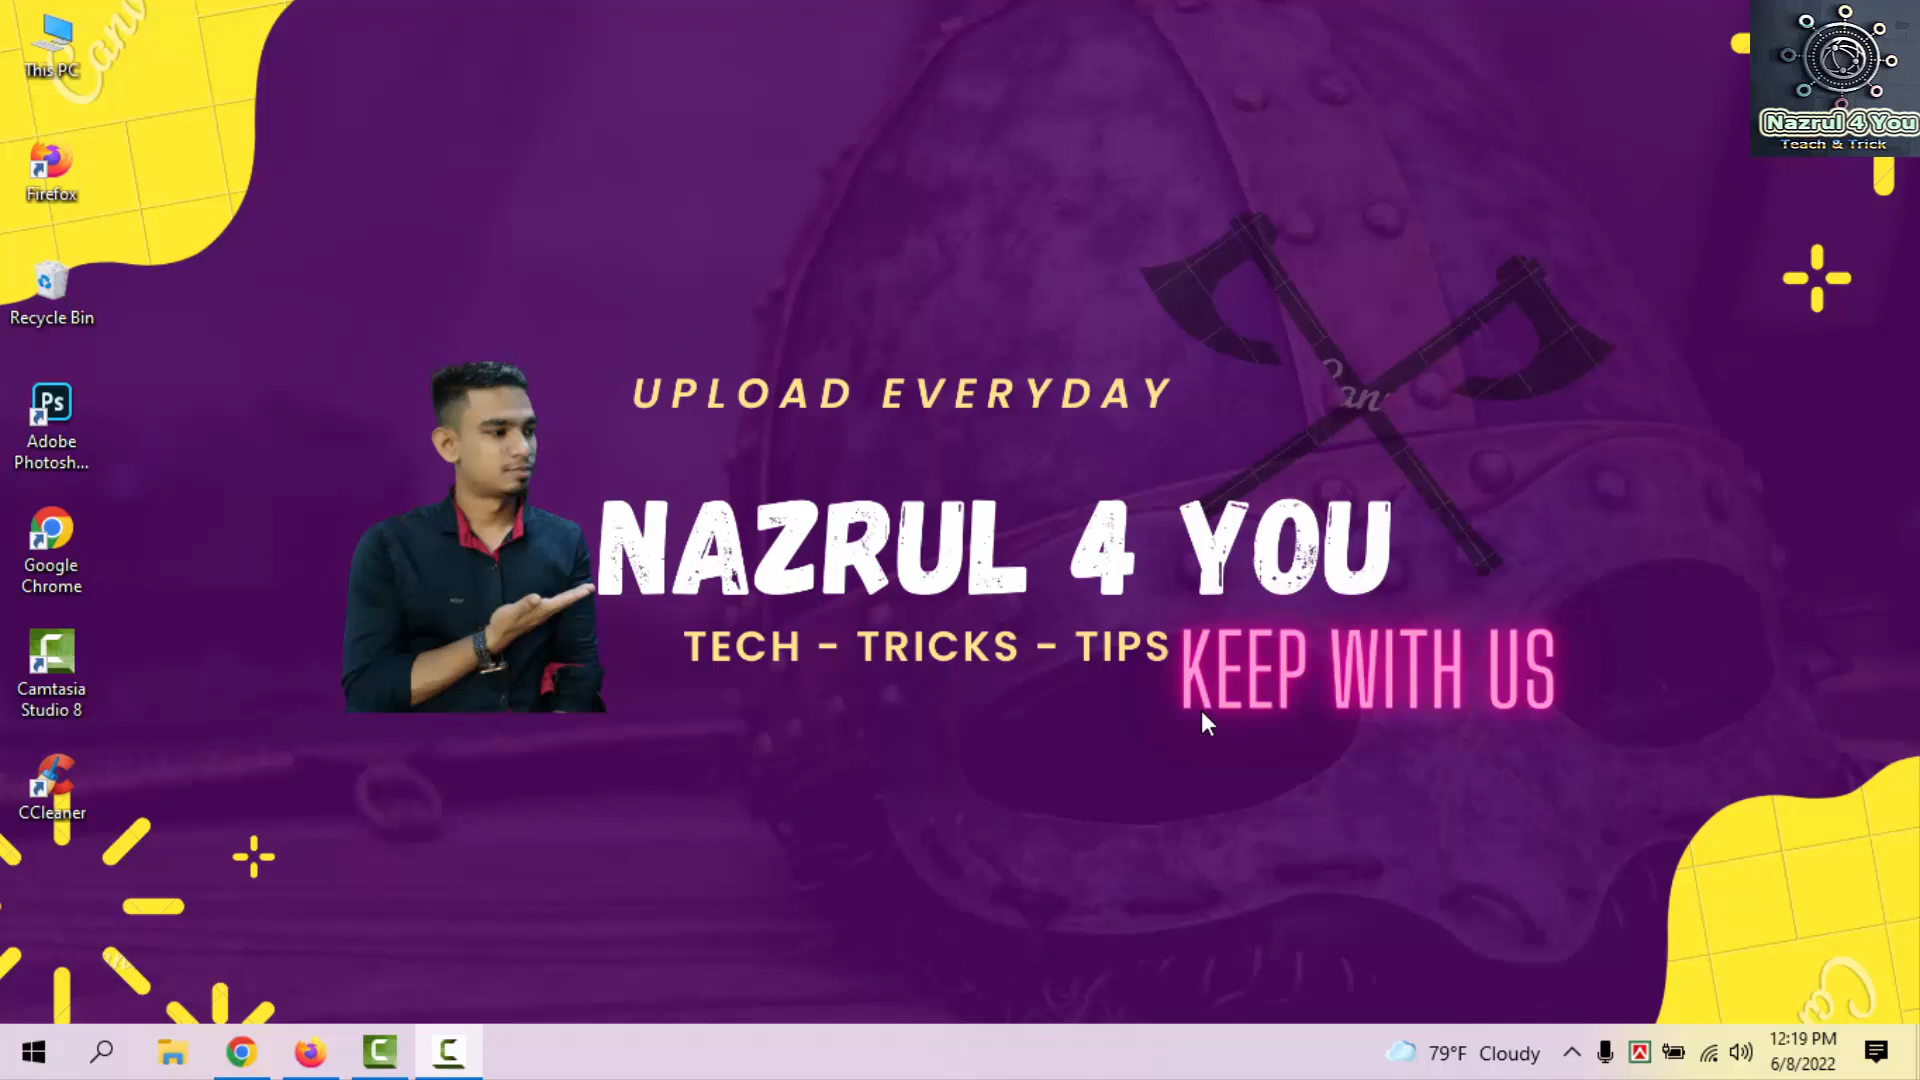 This PC
Firefox
Recycle Bin
Ps
Adobe
Photosh...
Google
Chrome
Camtasia
Studio 8
CCleaner
Nazrul 4 You
Teach & Trick
UPLOAD EVERYDAY
NAZRUL 4 YOU
TECH - TRICKS - TIPS
KEEP WITH US
79°F Cloudy
12:19 PM
6/8/2022